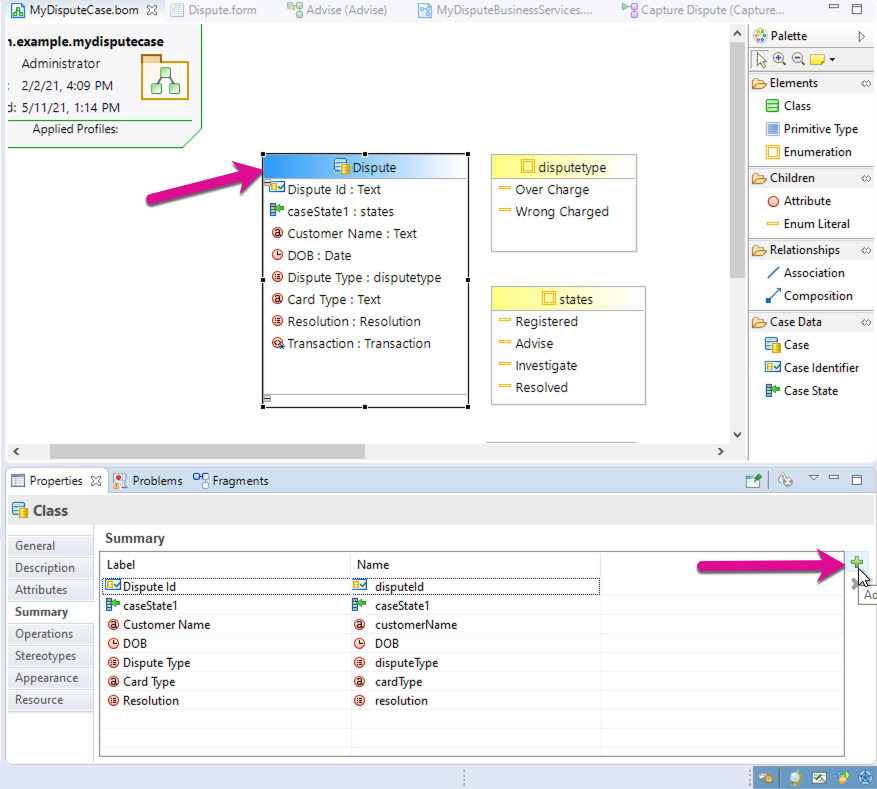 MyDisputeCase.bom
Dispute.form
Advise (Advise)
MyDisputeBusinessServices....
Capture Dispute (Capture...
n.example.mydisputecase
Administrator
: 2/2/21, 4:09 PM
d: 5/11/21, 1:14 PM
Applied Profiles:
Dispute
Dispute Id : Text
caseState1 : states
Customer Name : Text
DOB : Date
Dispute Type : disputetype
Card Type : Text
Resolution : Resolution
Transaction : Transaction
disputetype
Over Charge
Wrong Charged
states
Registered
Advise
Investigate
Resolved
Palette
Elements
Class
Primitive Type
Enumeration
Children
Attribute
Enum Literal
Relationships
Association
Composition
Case Data
Case
Case Identifier
Case State
Properties
Problems
Fragments
Class
General
Description
Attributes
Summary
Operations
Stereotypes
Appearance
Resource
Summary
Label Name
Dispute Id disputeId
caseState1 caseState1
Customer Name customerName
DOB DOB
Dispute Type disputeType
Card Type cardType
Resolution resolution
Ad